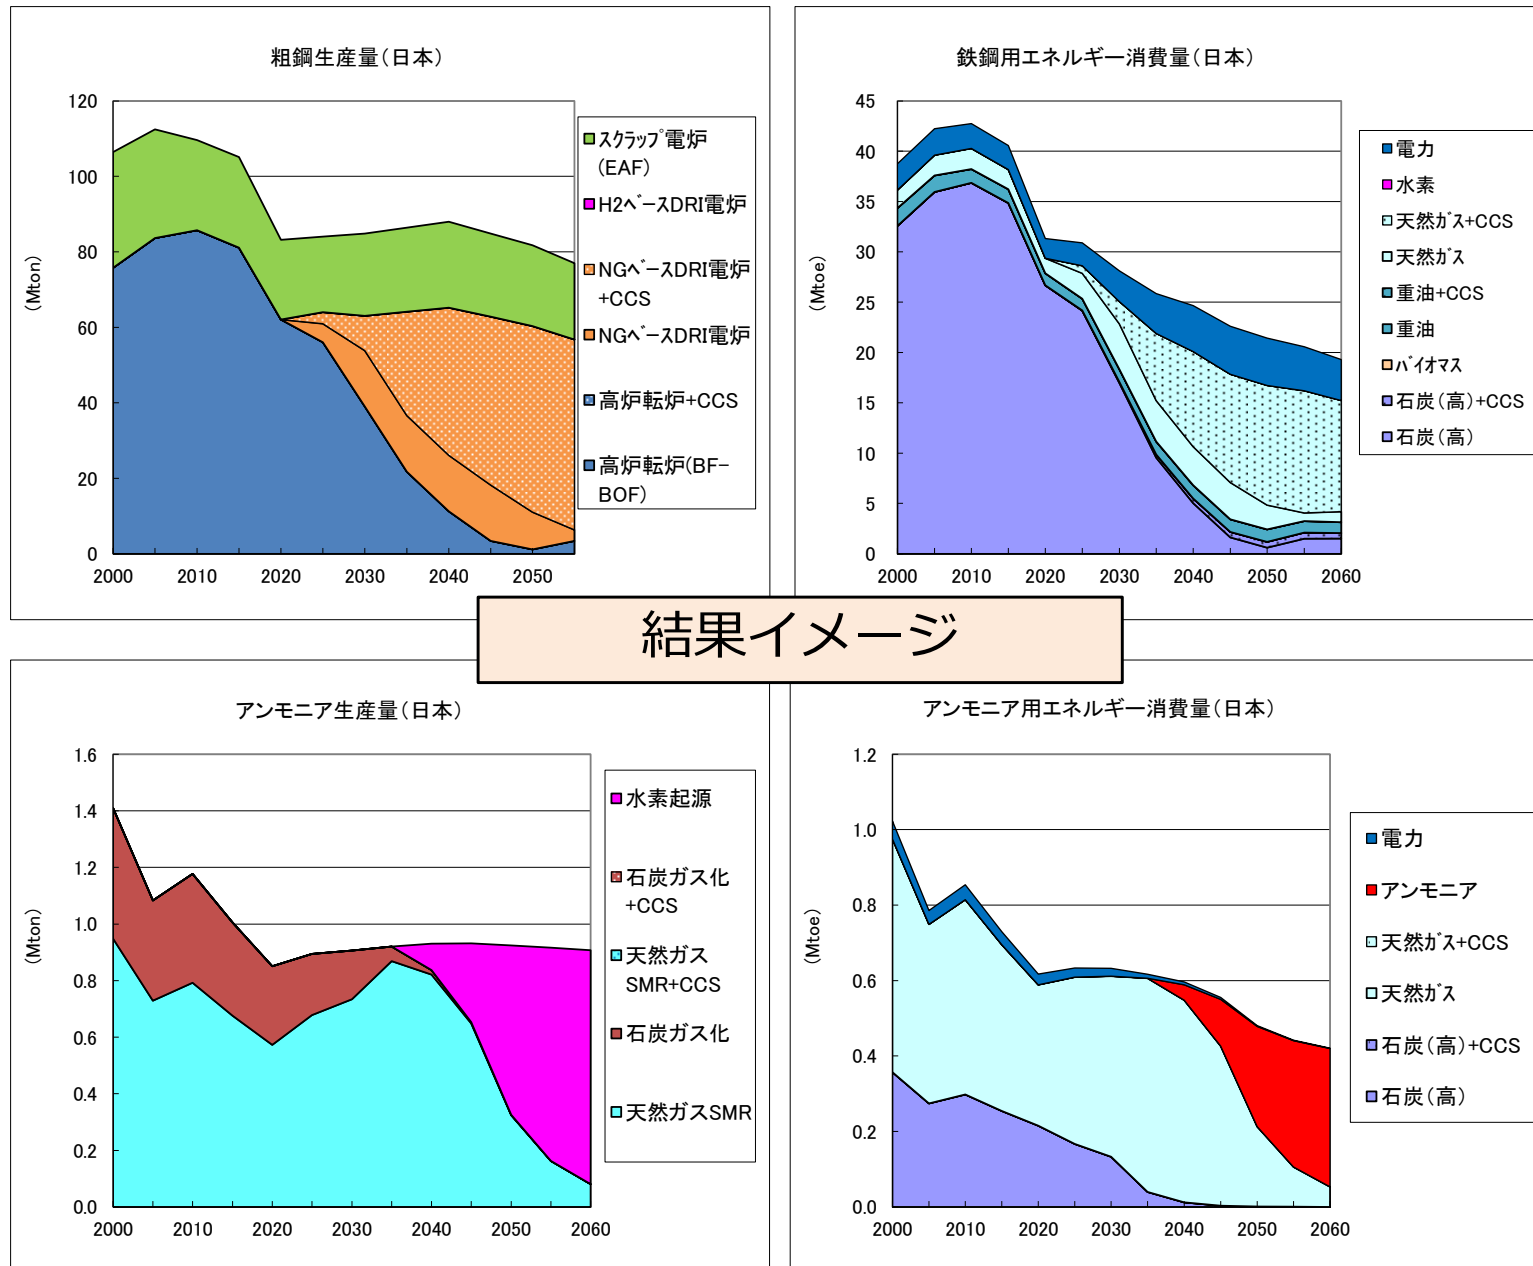 粗鋼生産量(日本)
(Mton)
120
100
80
60
40
20
0
2000
2010
2020
2030
2040
2050
スクラップ電炉
(EAF)
H2ベースDRI電炉
NGベースDRI電炉
+CCS
NGベースDRI電炉
高炉転炉+CCS
高炉転炉(BF-
BOF)
鉄鋼用エネルギー消費量(日本)
(Mtoe)
45
40
35
30
25
20
15
10
5
0
2000
2010
2020
2030
2040
2050
2060
電力
水素
天然ガス+CCS
天然ガス
重油+CCS
重油
バイオマス
石炭(高)+CCS
石炭(高)
結果イメージ
アンモニア生産量(日本)
(Mton)
1.6
1.4
1.2
1.0
0.8
0.6
0.4
0.2
0.0
2000
2010
2020
2030
2040
2050
2060
水素起源
石炭ガス化
+CCS
天然ガス
SMR+CCS
石炭ガス化
天然ガスSMR
アンモニア用エネルギー消費量(日本)
(Mtoe)
1.2
1.0
0.8
0.6
0.4
0.2
0.0
2000
2010
2020
2030
2040
2050
2060
電力
アンモニア
天然ガス+CCS
天然ガス
石炭(高)+CCS
石炭(高)